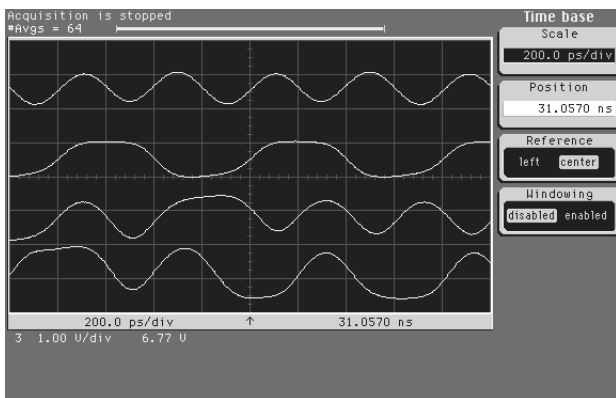 Acquisition is stopped
#Avgs = 64
200.0 ps/div ↑ 31.0570 ns
3 1.00 V/div 6.77 V
Time base
Scale
200.0 ps/div
Position
31.0570 ns
Reference
left center
Windowing
disabled enabled